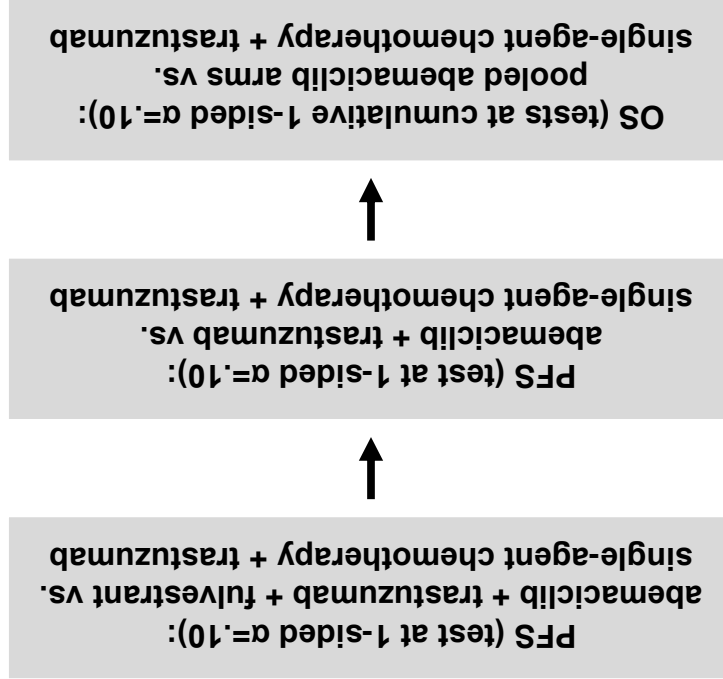 PFS (test at 1-sided α=.10):
abemaciclib + trastuzumab + fulvestrant vs.
single-agent chemotherapy + trastuzumab
PFS (test at 1-sided α=.10):
abemaciclib + trastuzumab vs.
single-agent chemotherapy + trastuzumab
OS (tests at cumulative 1-sided α=.10):
pooled abemaciclib arms vs.
single-agent chemotherapy + trastuzumab